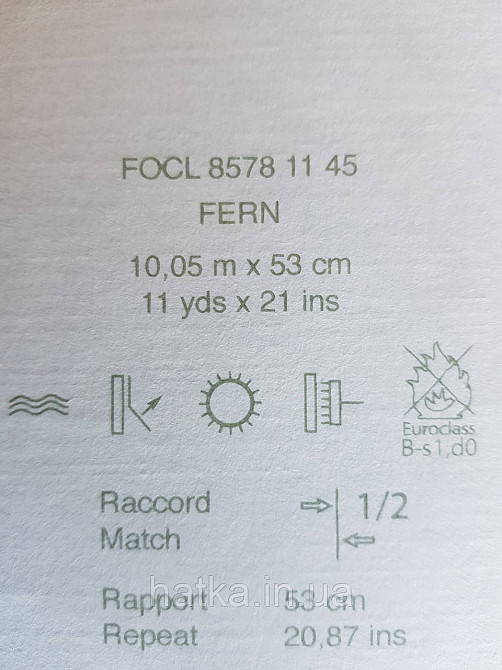 FOCL 8578 11 45
FERN
10,05 m x 53 cm
11 yds x 21 ins
Euroclass
B-s1,d0
Raccord 1/2
Match
hatka.in.ua
Rapport 53 cm
Repeat 20,87 ins